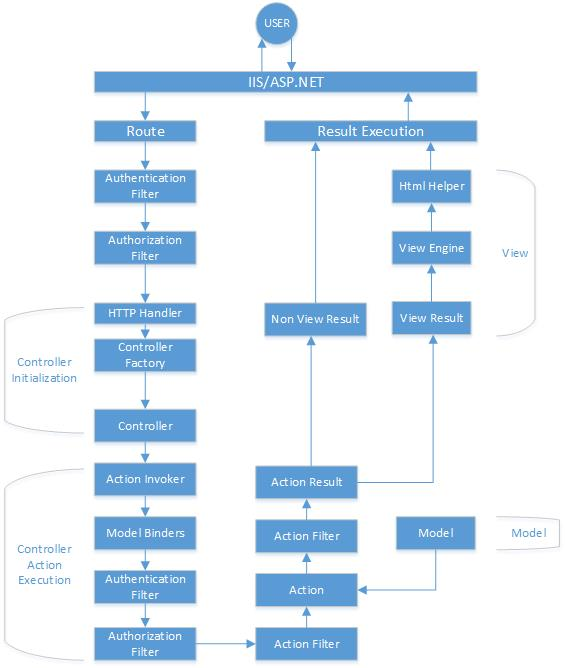 USER
IIS/ASP.NET
Route
Result Execution
Authentication
Filter
Html Helper
Authorization
Filter
View Engine
View
HTTP Handler
Non View Result
View Result
Controller
Factory
Controller
Initialization
Controller
Action Invoker
Action Result
Model Binders
Action Filter
Model
Model
Controller
Action
Execution
Authentication
Filter
Action
Authorization
Filter
Action Filter